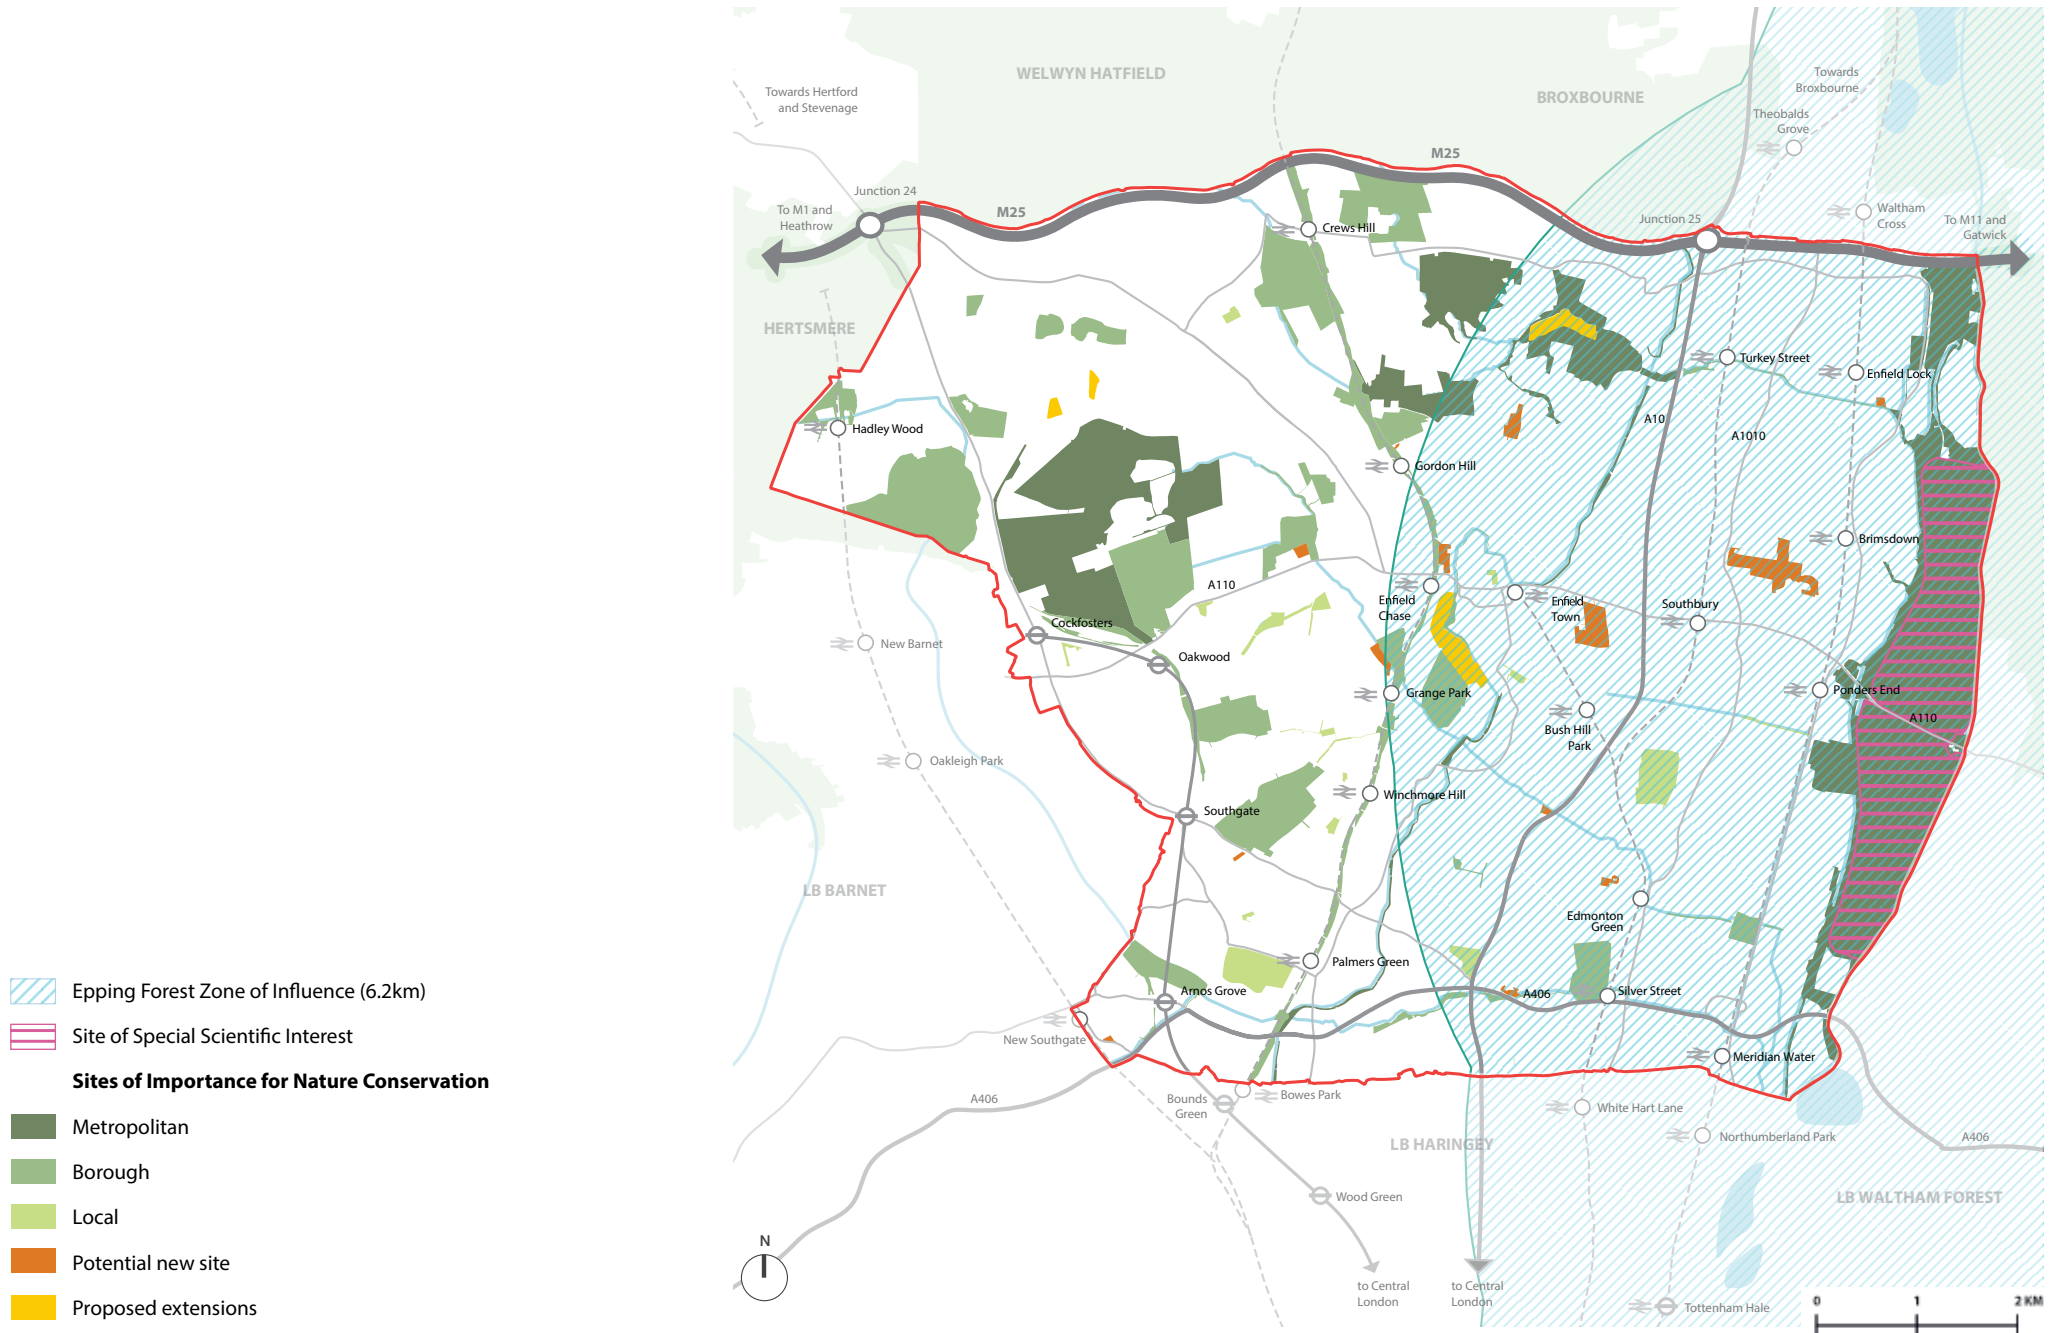 WELWYN HATFIELD
BROXBOURNE
Towards
Broxbourne
Towards Hertford
and Stevenage
Theobalds
Grove
M25
Junction 24
To M1 and
Heathrow
M25
Junction 25
Waltham
Cross
To M11 and
Gatwick
Crews Hill
HERTSMERE
Turkey Street
Enfield Lock
Hadley Wood
A10
A1010
Gordon Hill
Brimsdown
A110
Enfield
Chase
Enfield
Town
Southbury
Cockfosters
New Barnet
Oakwood
Grange Park
Ponders End
A110
Bush Hill
Park
Oakleigh Park
Winchmore Hill
Southgate
LB BARNET
Edmonton
Green
Palmers Green
Arnos Grove
A406
Silver Street
New Southgate
Meridian Water
A406
Bounds
Green
Bowes Park
White Hart Lane
Northumberland Park
A406
LB HARINGEY
Wood Green
LB WALTHAM FOREST
N
to Central
London
to Central
London
Tottenham Hale
0 1 2 KM
Epping Forest Zone of Influence (6.2km)
Site of Special Scientific Interest
Sites of Importance for Nature Conservation
Metropolitan
Borough
Local
Potential new site
Proposed extensions